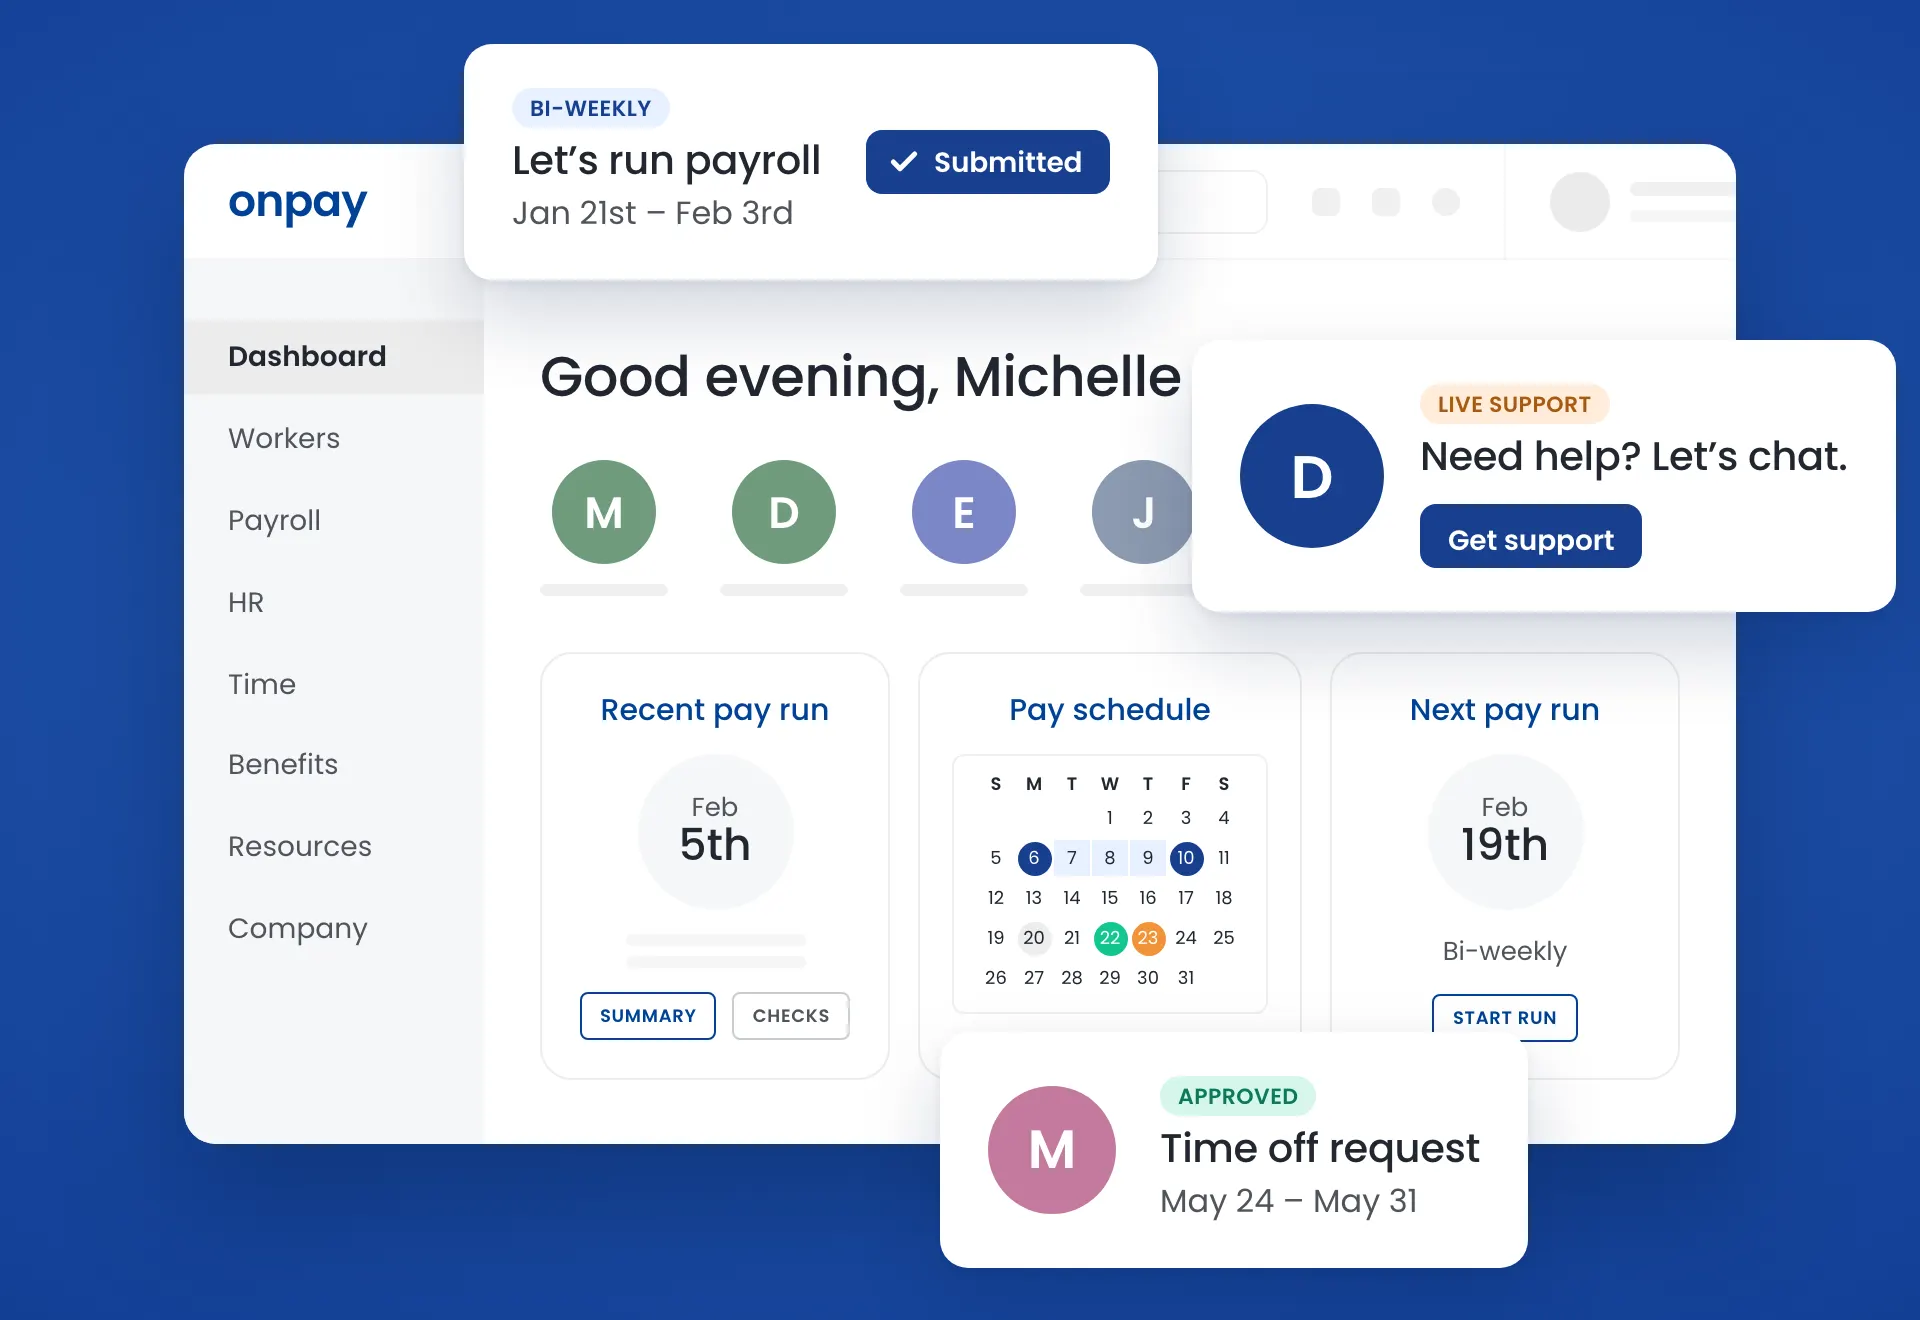 BI-WEEKLY
Let’s run payroll
Jan 21st – Feb 3rd
Submitted
onpay
Dashboard
Workers
Payroll
HR
Time
Benefits
Resources
Company
Good evening, Michelle
M
D
E
J
D
LIVE SUPPORT
Need help? Let’s chat.
Get support
Recent pay run
Feb
5th
SUMMARY
CHECKS
Pay schedule
S M T W T F S
1 2 3 4
5 6 7 8 9 10 11
12 13 14 15 16 17 18
19 20 21 22 23 24 25
26 27 28 29 30 31
Next pay run
Feb
19th
Bi-weekly
START RUN
M
APPROVED
Time off request
May 24 – May 31